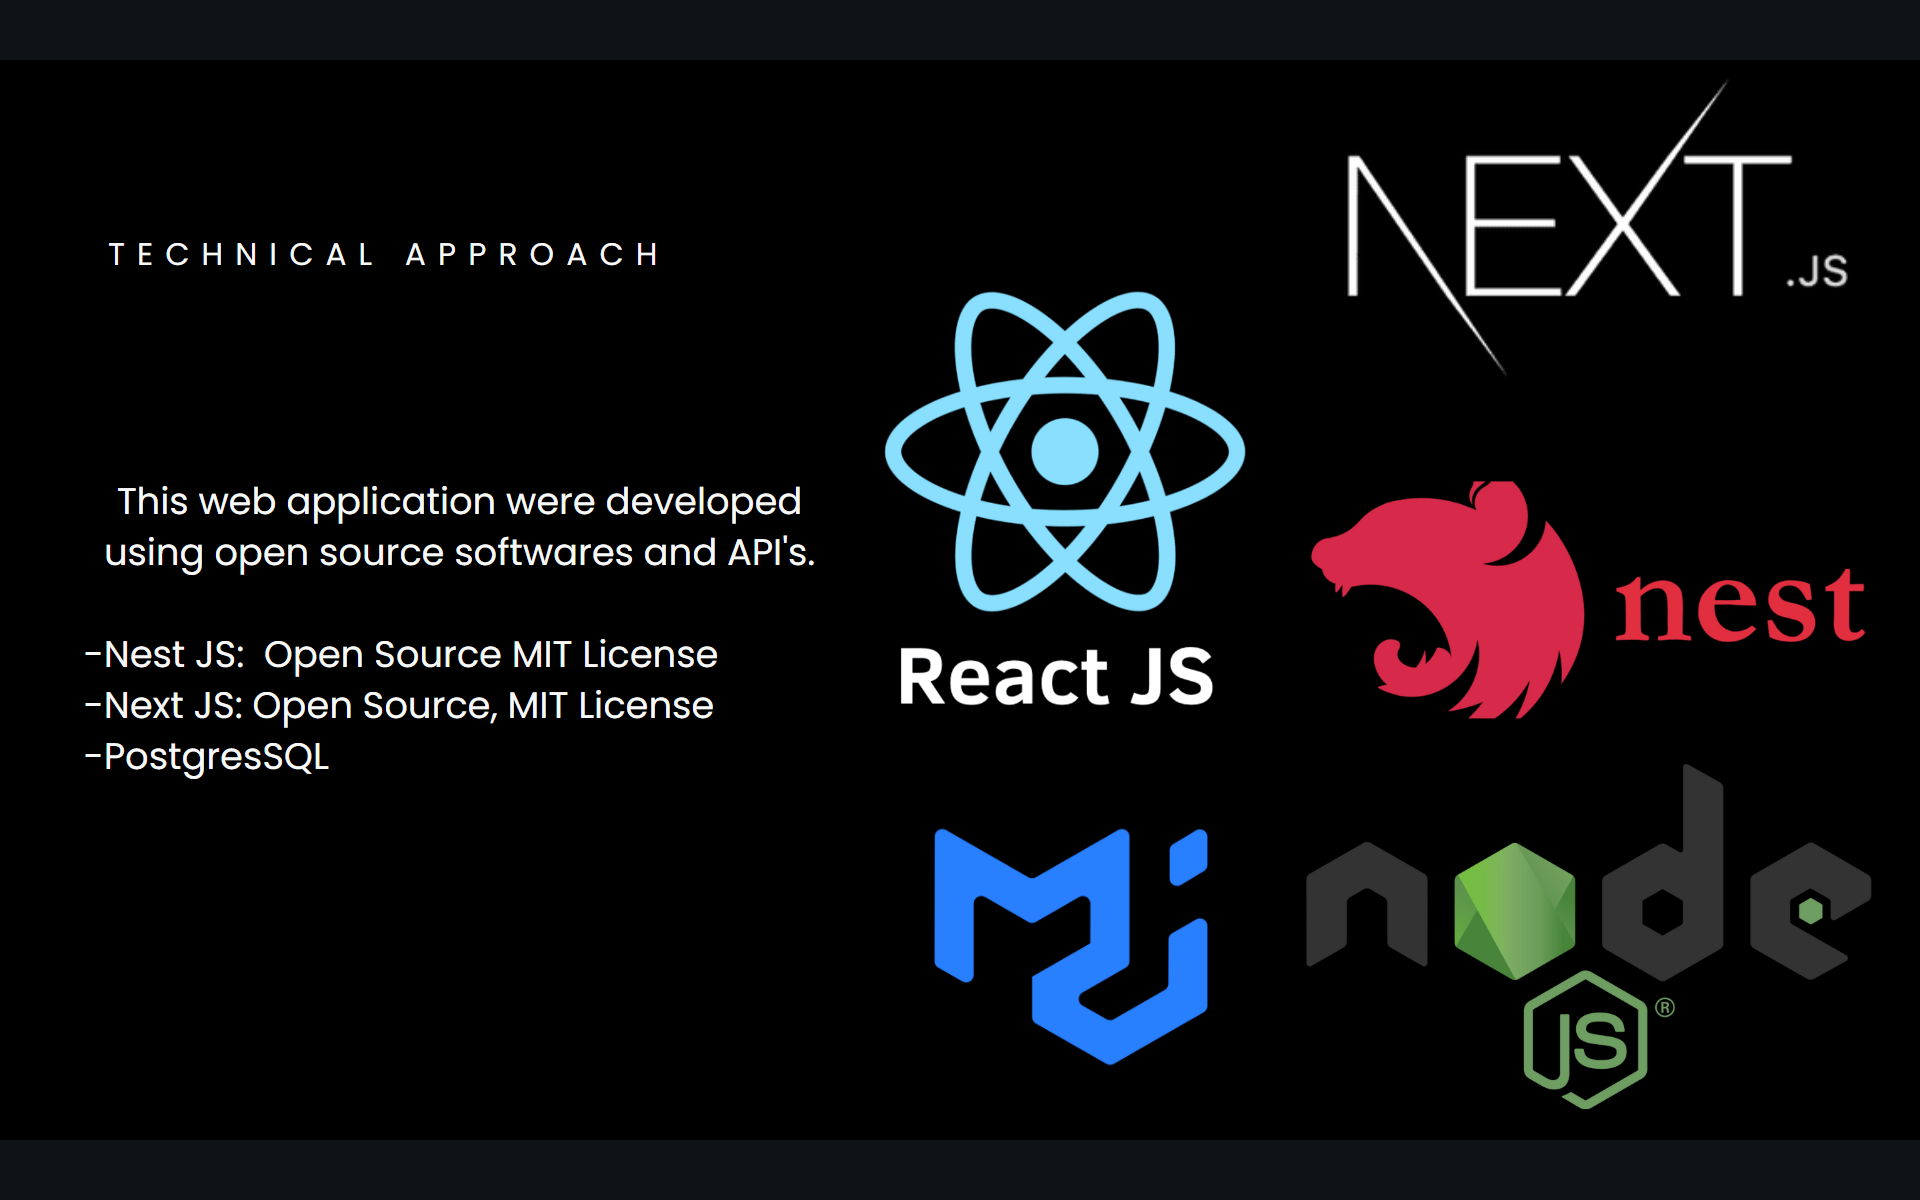 TECHNICAL APPROACH
This web application were developed
using open source softwares and API's.
-Nest JS:  Open Source MIT License
-Next JS: Open Source, MIT License
-PostgresSQL
NEXT.JS
React JS
nest
node
JS®